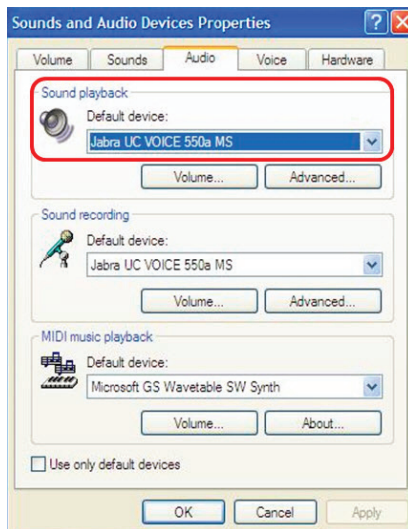 Sounds and Audio Devices Properties
Volume Sounds Audio Voice Hardware
Sound playback
Default device:
Jabra UC VOICE 550a MS
Volume... Advanced...
Sound recording
Default device:
Jabra UC VOICE 550a MS
Volume... Advanced...
MIDI music playback
Default device:
Microsoft GS Wavetable SW Synth
Volume... About...
Use only default devices
OK Cancel Apply